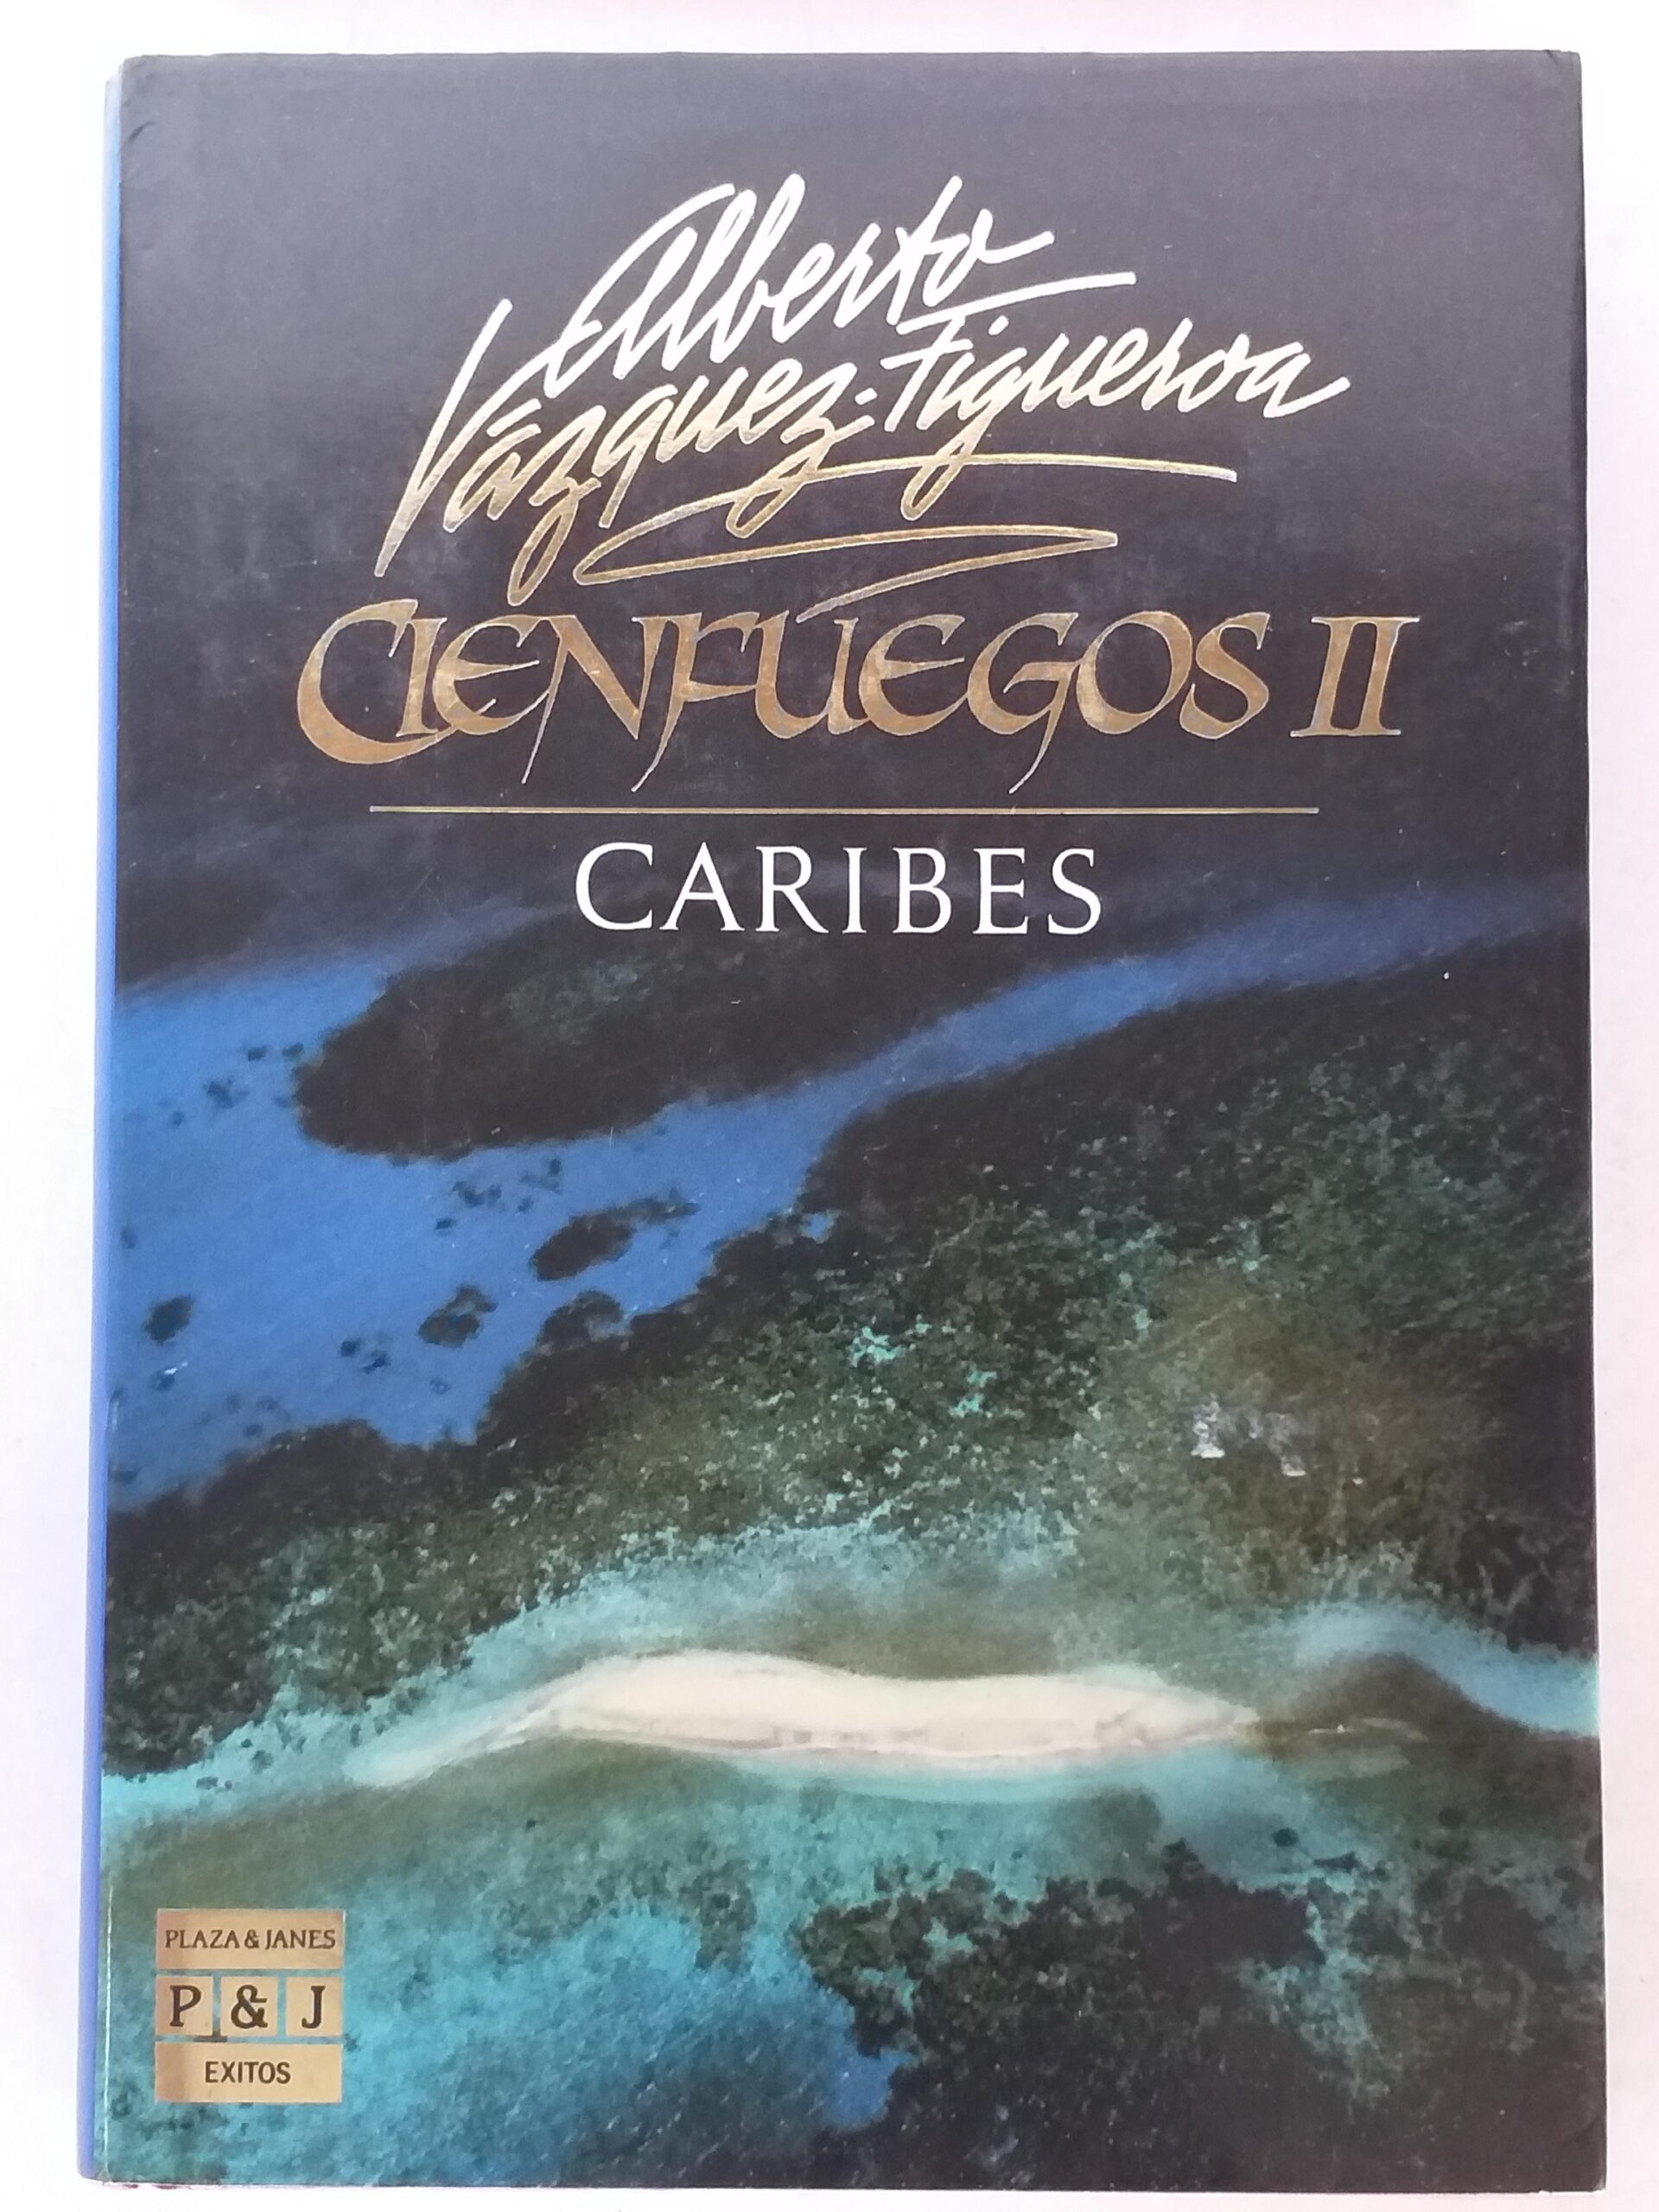 Alberto
Vázquez-Figueroa
CIENFUEGOS II
CARIBES
PLAZA & JANES
P & J
EXITOS